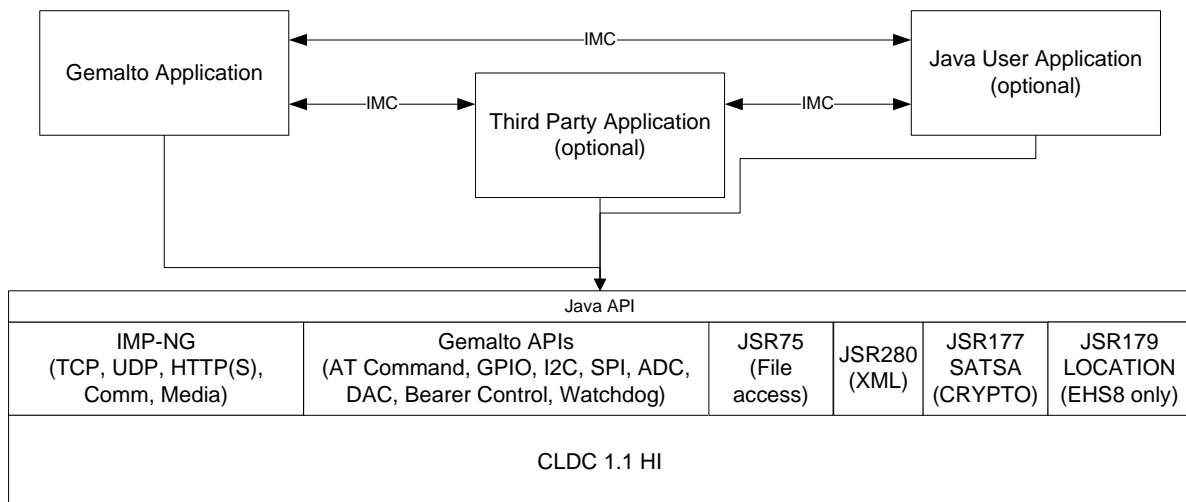 IMC
Gemalto Application
Java User Application
(optional)
IMC
IMC
Third Party Application
(optional)
Java API
IMP-NG
(TCP, UDP, HTTP(S),
Comm, Media)
Gemalto APIs
(AT Command, GPIO, I2C, SPI, ADC,
DAC, Bearer Control, Watchdog)
JSR75
(File
access)
JSR280
(XML)
JSR177
SATSA
(CRYPTO)
JSR179
LOCATION
(EHS8 only)
CLDC 1.1 HI